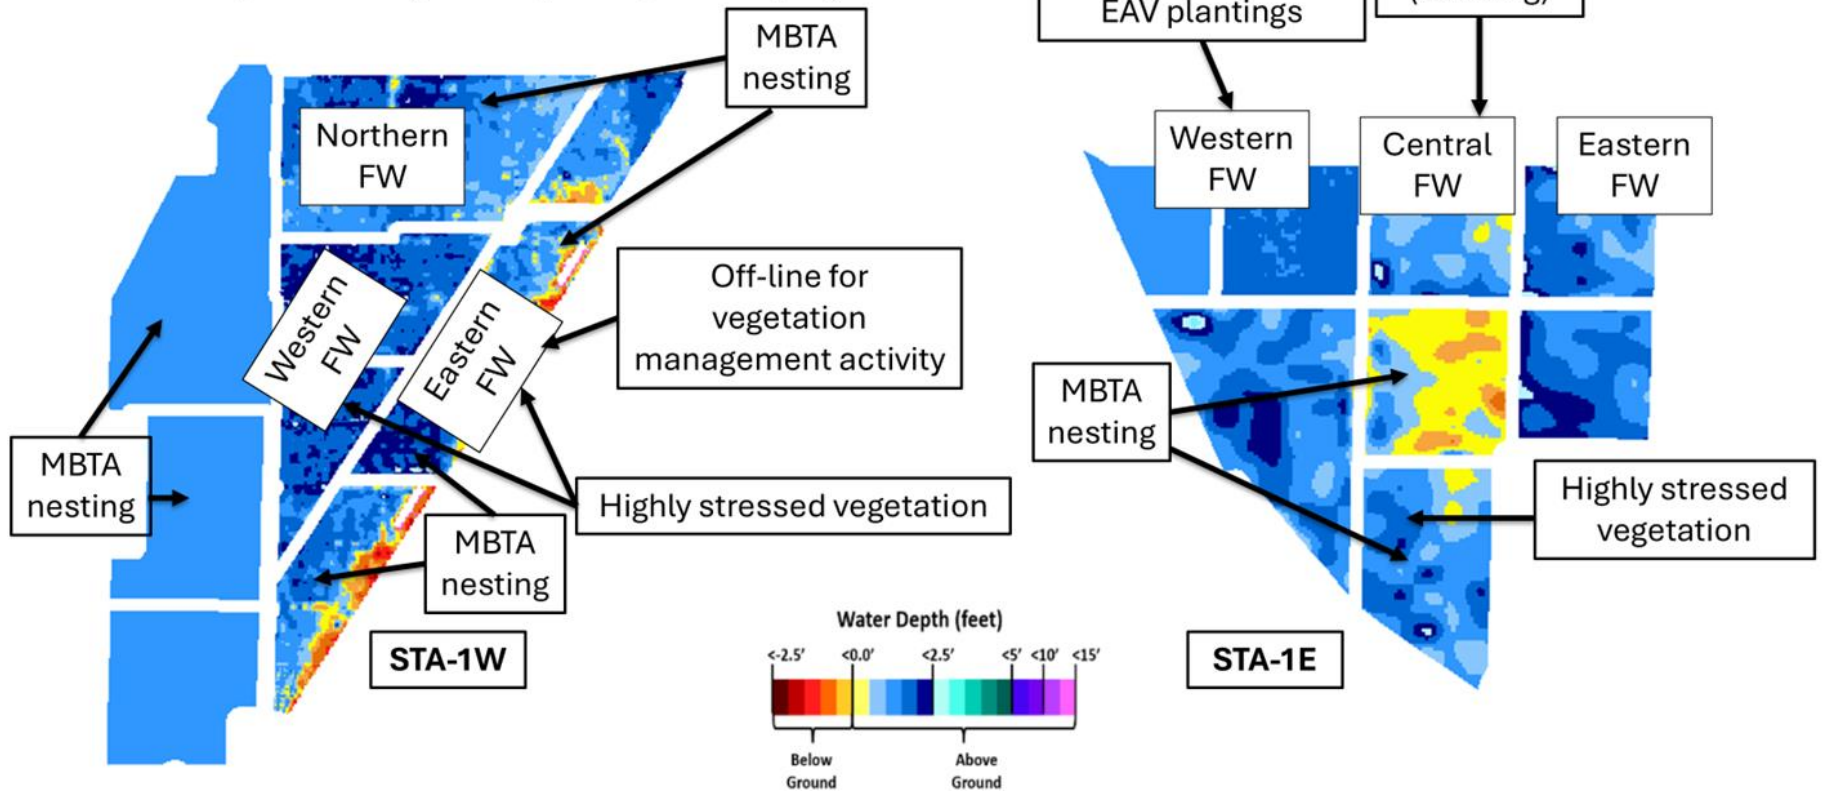 MBTA
nesting
EAV plantings
Northern
FW
Western
FW
Central
FW
Eastern
FW
Western
FW
Eastern
FW
Off-line for
vegetation
management activity
MBTA
nesting
MBTA
nesting
Highly stressed vegetation
Highly stressed
vegetation
MBTA
nesting
STA-1W
STA-1E
Water Depth (feet)
<-2.5' <0.0' <2.5' <5' <10' <15'
Below
Ground
Above
Ground